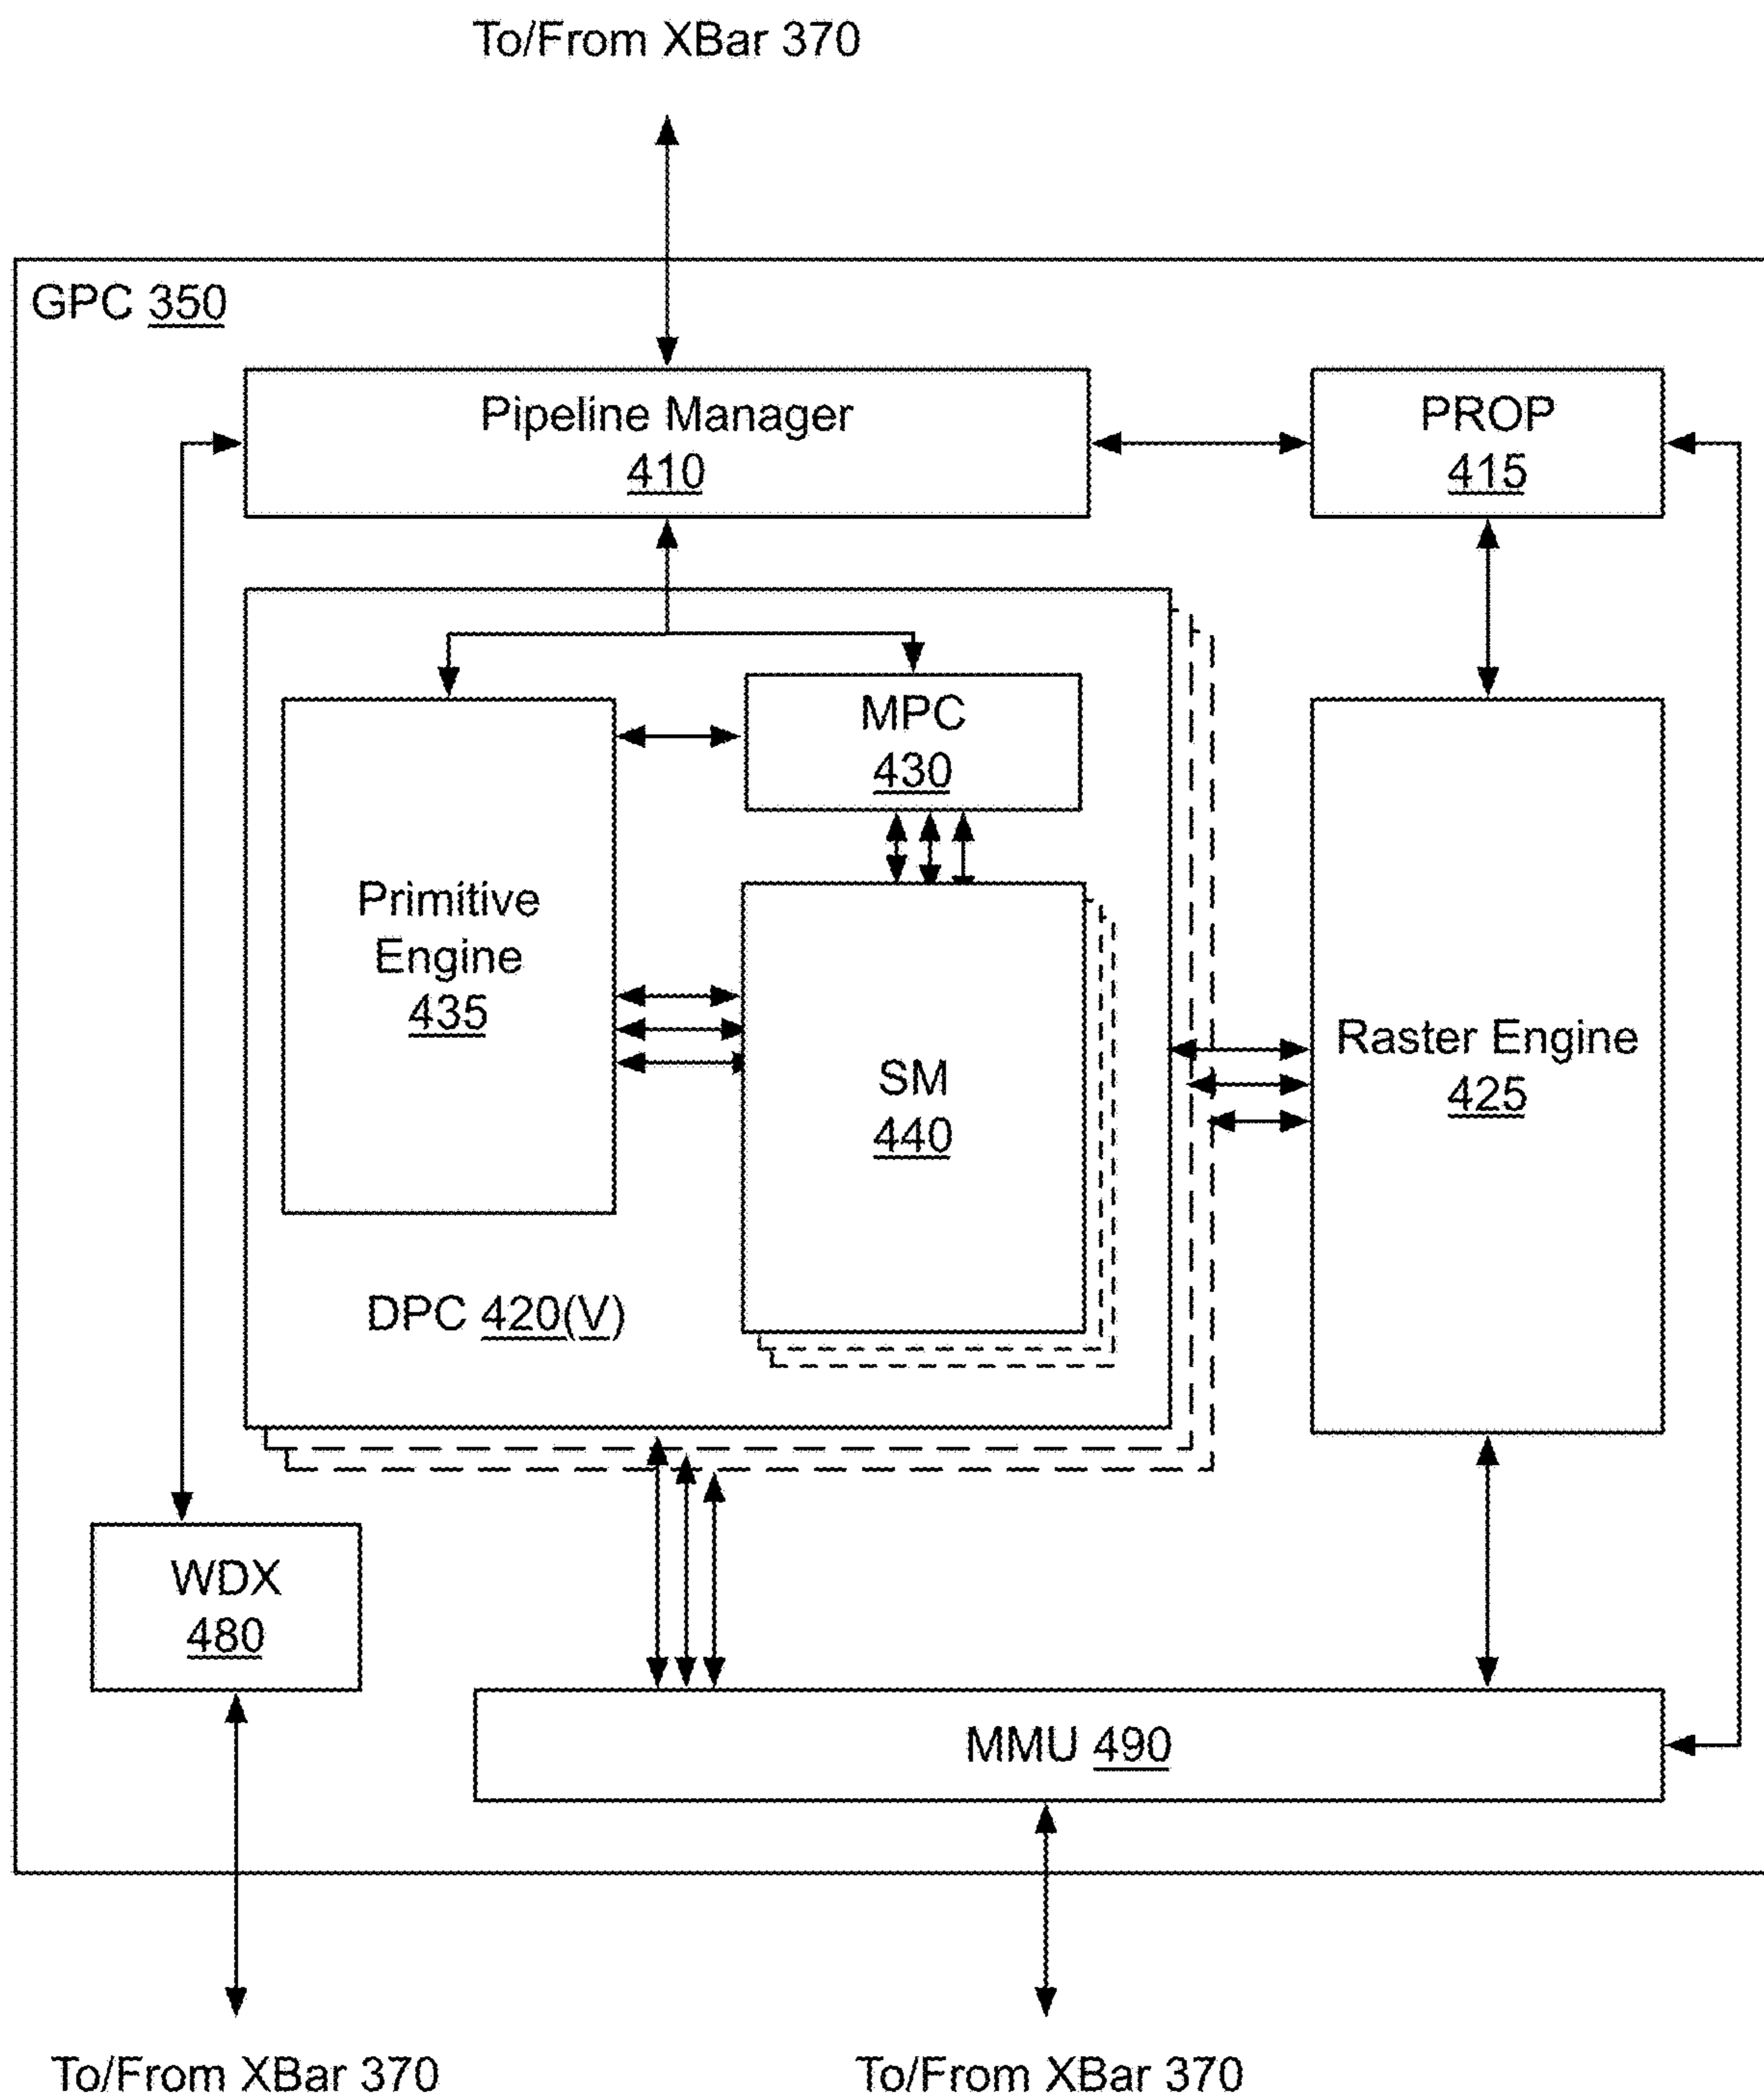 To/From XBar 370
GPC 350
Pipeline Manager
410
PROP
415
MPC
430
Primitive
Engine
435
SM
440
Raster Engine
425
DPC 420(V)
WDX
480
MMU 490
To/From XBar 370
To/From XBar 370